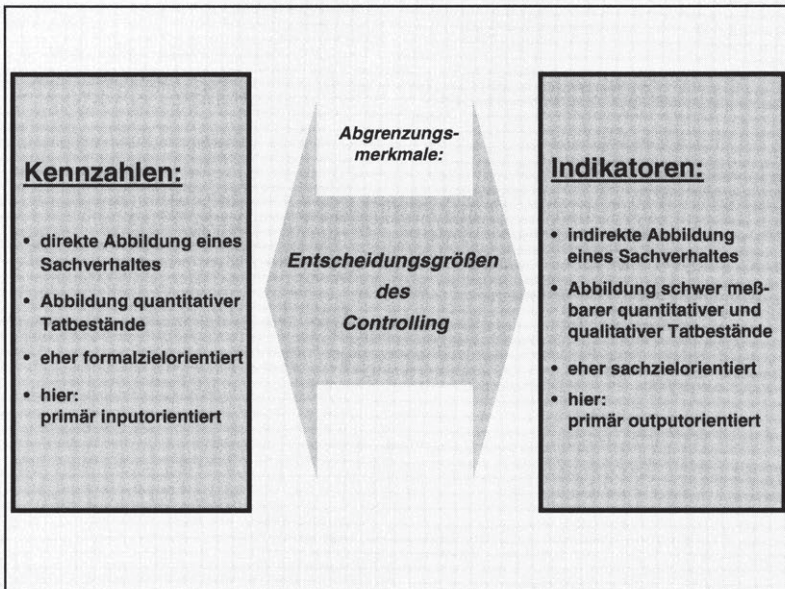 Kennzahlen:
• direkte Abbildung eines
Sachverhaltes
• Abbildung quantitativer
Tatbestände
• eher formalzielorientiert
• hier:
primär inputorientiert
Abgrenzungs-
merkmale:
Entscheidungsgrößen
des
Controlling
Indikatoren:
• indirekte Abbildung
eines Sachverhaltes
• Abbildung schwer meß-
barer quantitativer und
qualitativer Tatbestände
• eher sachzielorientiert
• hier:
primär outputorientiert